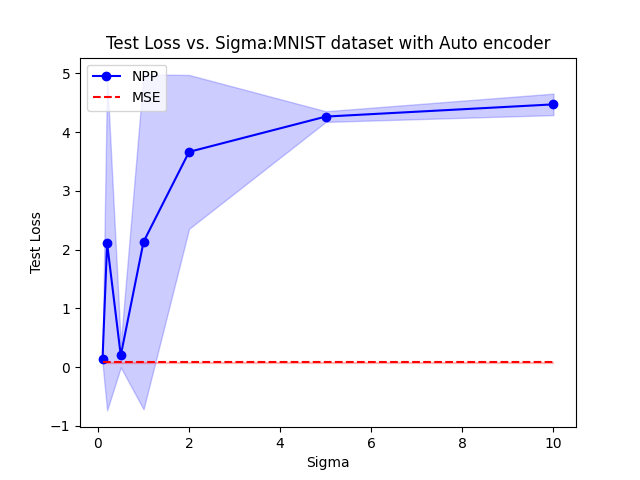 Test Loss vs. Sigma:MNIST dataset with Auto encoder
NPP
MSE
5
4
3
2
1
0
−1
Test Loss
0
2
4
6
8
10
Sigma